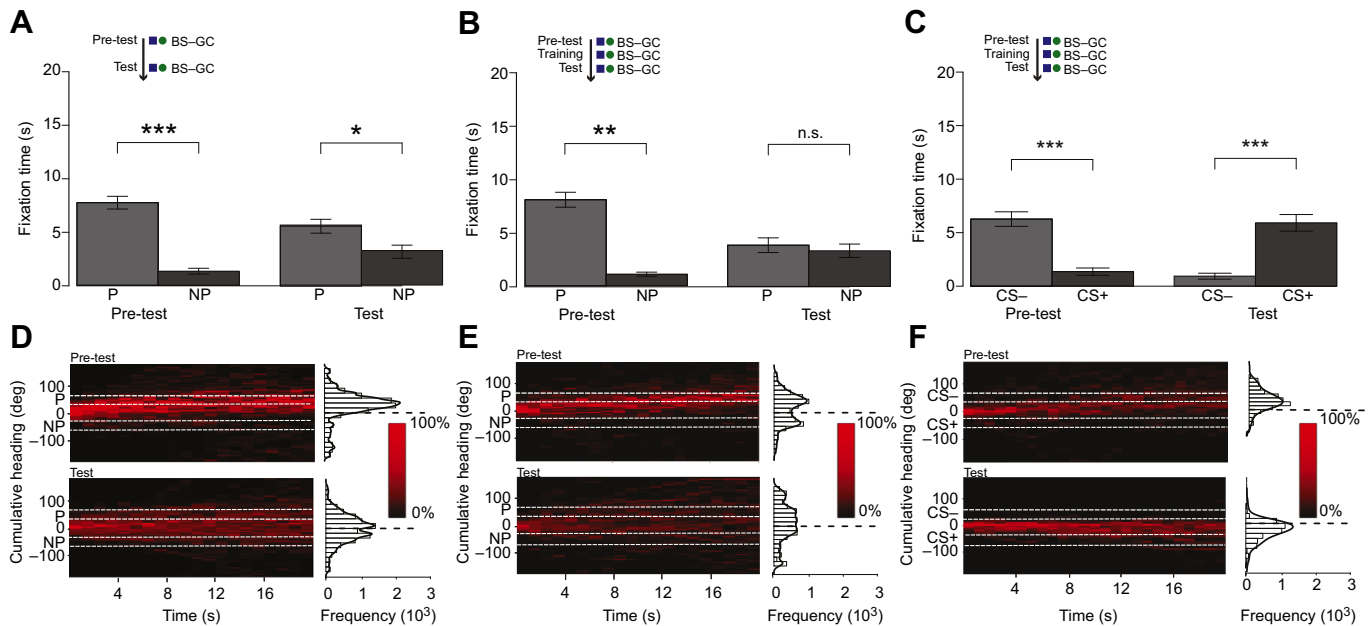 A
Pre-test BS–GC
Test BS–GC
Fixation time (s)
20
15
10
5
0
***
*
P NP P NP
Pre-test Test
B
Pre-test BS–GC
Training BS–GC
Test BS–GC
Fixation time (s)
20
15
10
5
0
**
n.s.
P NP P NP
Pre-test Test
C
Pre-test BS–GC
Training BS–GC
Test BS–GC
Fixation time (s)
20
15
10
5
0
***
***
CS– CS+ CS– CS+
Pre-test Test
D
Pre-test
Cumulative heading (deg)
100
P
0
NP
–100
Test
100
P
0
NP
–100
4 8 12 16
Time (s)
100%
0%
0 1 2 3
Frequency (10³)
E
Pre-test
100
P
0
NP
–100
Test
100
P
0
NP
–100
4 8 12 16
Time (s)
100%
0%
0 1 2 3
Frequency (10³)
F
Pre-test
100
CS–
0
CS+
–100
Test
100
CS–
0
CS+
–100
4 8 12 16
Time (s)
100%
0%
0 1 2 3
Frequency (10³)